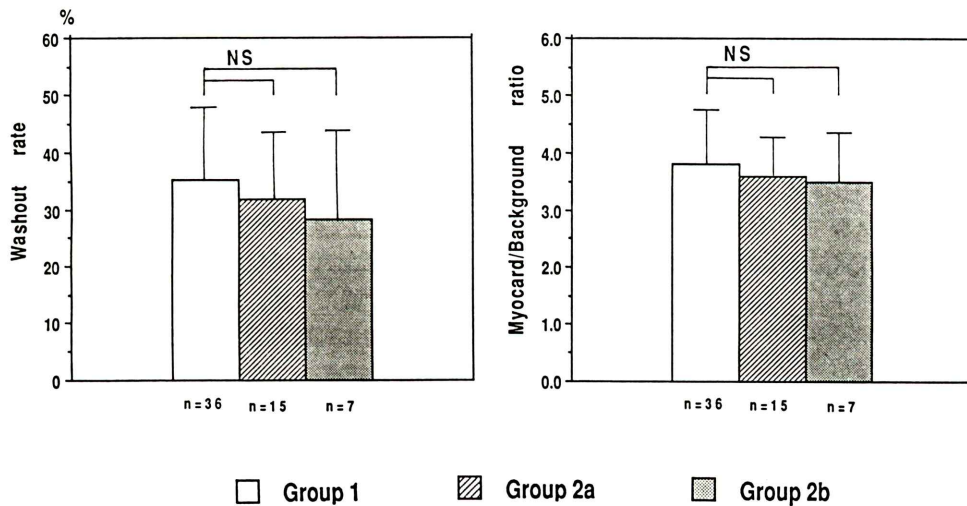 %
Washout rate
60
50
40
30
20
10
0
NS
n=36 n=15 n=7
Myocard/Background ratio
6.0
5.0
4.0
3.0
2.0
1.0
0.0
NS
n=36 n=15 n=7
Group 1 Group 2a Group 2b